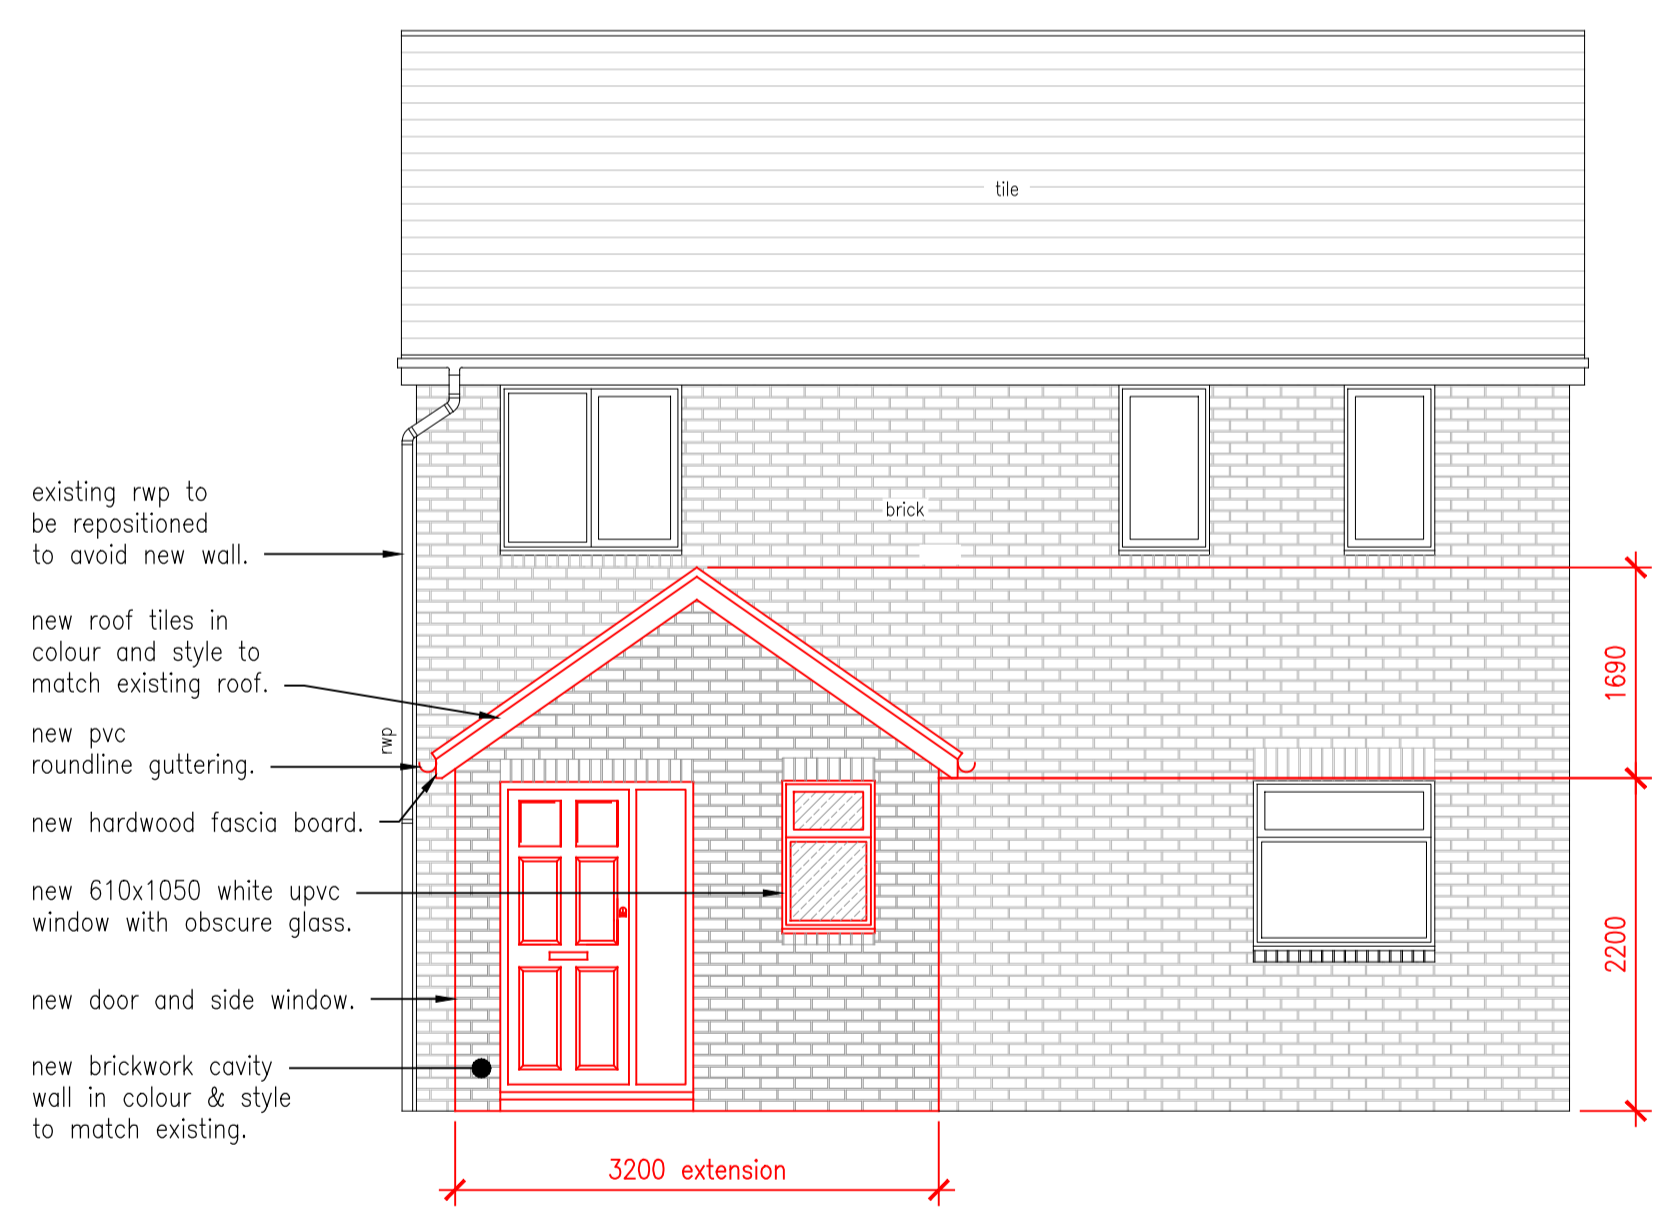 tile
existing rwp to
be repositioned
to avoid new wall.
brick
new roof tiles in
colour and style to
match existing roof.
1690
new pvc
roundline guttering.
rwp
new hardwood fascia board.
new 610x1050 white upvc
window with obscure glass.
2200
new door and side window.
new brickwork cavity
wall in colour & style
to match existing.
3200 extension